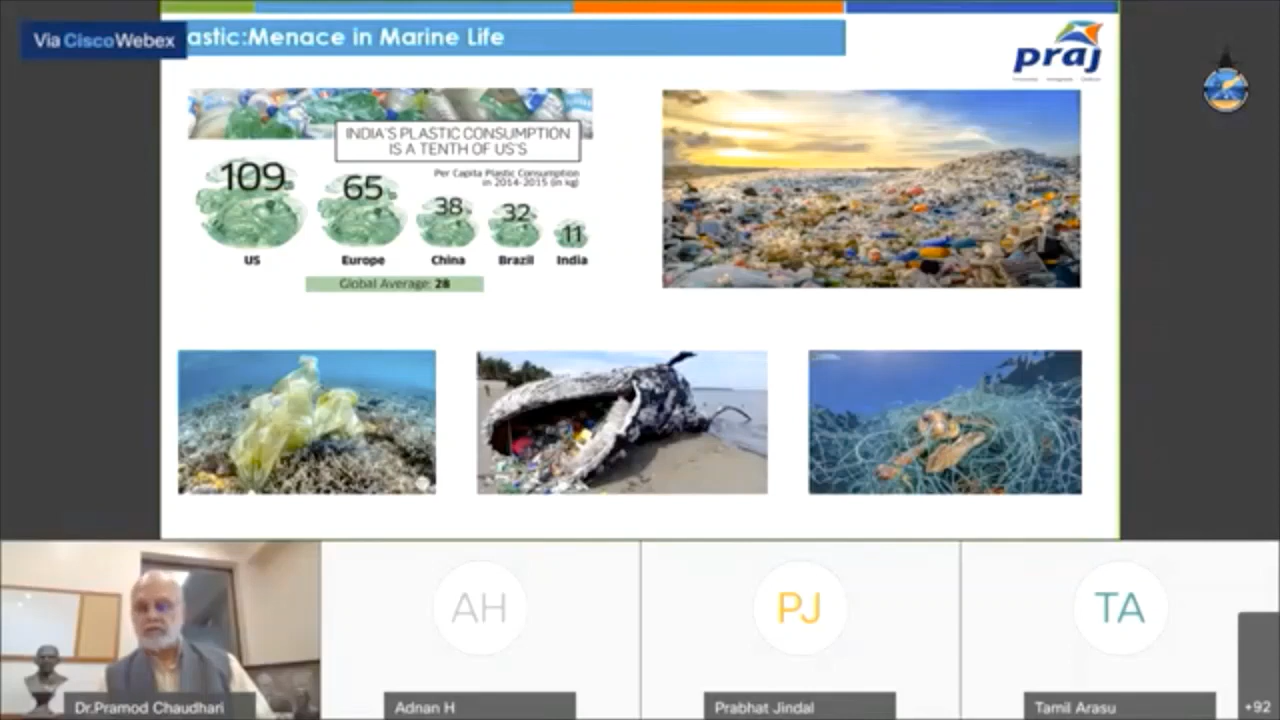 Via Cisco Webex
astic:Menace in Marine Life
praj
INDIA'S PLASTIC CONSUMPTION
IS A TENTH OF US'S
Per Capita Plastic Consumption
in 2014-2015 (in kg)
109
65
38
32
11
US
Europe
China
Brazil
India
Global Average: 28
AH
PJ
TA
Dr.Pramod Chaudhari
Adnan H
Prabhat Jindal
Tamil Arasu
+92